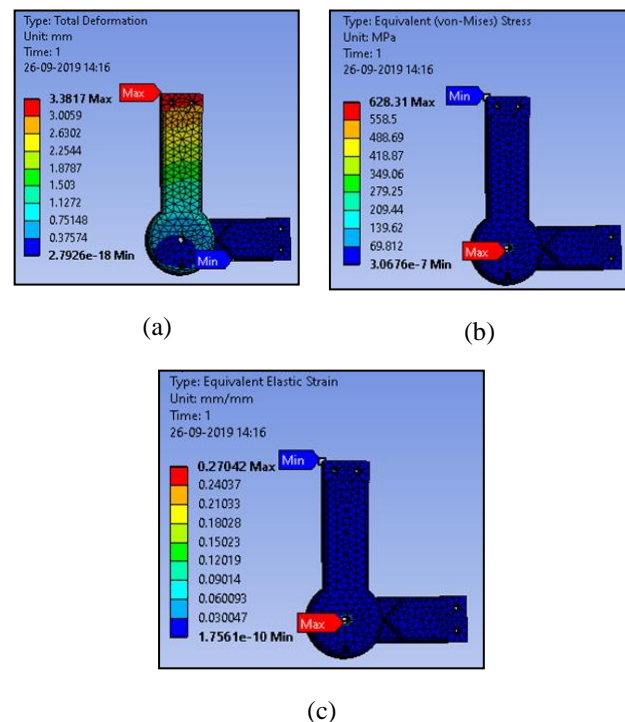 Type: Total Deformation
Unit: mm
Time: 1
26-09-2019 14:16
Max
3.3817 Max
3.0059
2.6302
2.2544
1.8787
1.503
1.1272
0.75148
0.37574
2.7926e-18 Min
Min
(a)
Type: Equivalent (von-Mises) Stress
Unit: MPa
Time: 1
26-09-2019 14:16
Min
628.31 Max
558.5
488.69
418.87
349.06
279.25
209.44
139.62
69.812
3.0676e-7 Min
Max
(b)
Type: Equivalent Elastic Strain
Unit: mm/mm
Time: 1
26-09-2019 14:16
Min
0.27042 Max
0.24037
0.21033
0.18028
0.15023
0.12019
0.09014
0.060093
0.030047
1.7561e-10 Min
Max
(c)